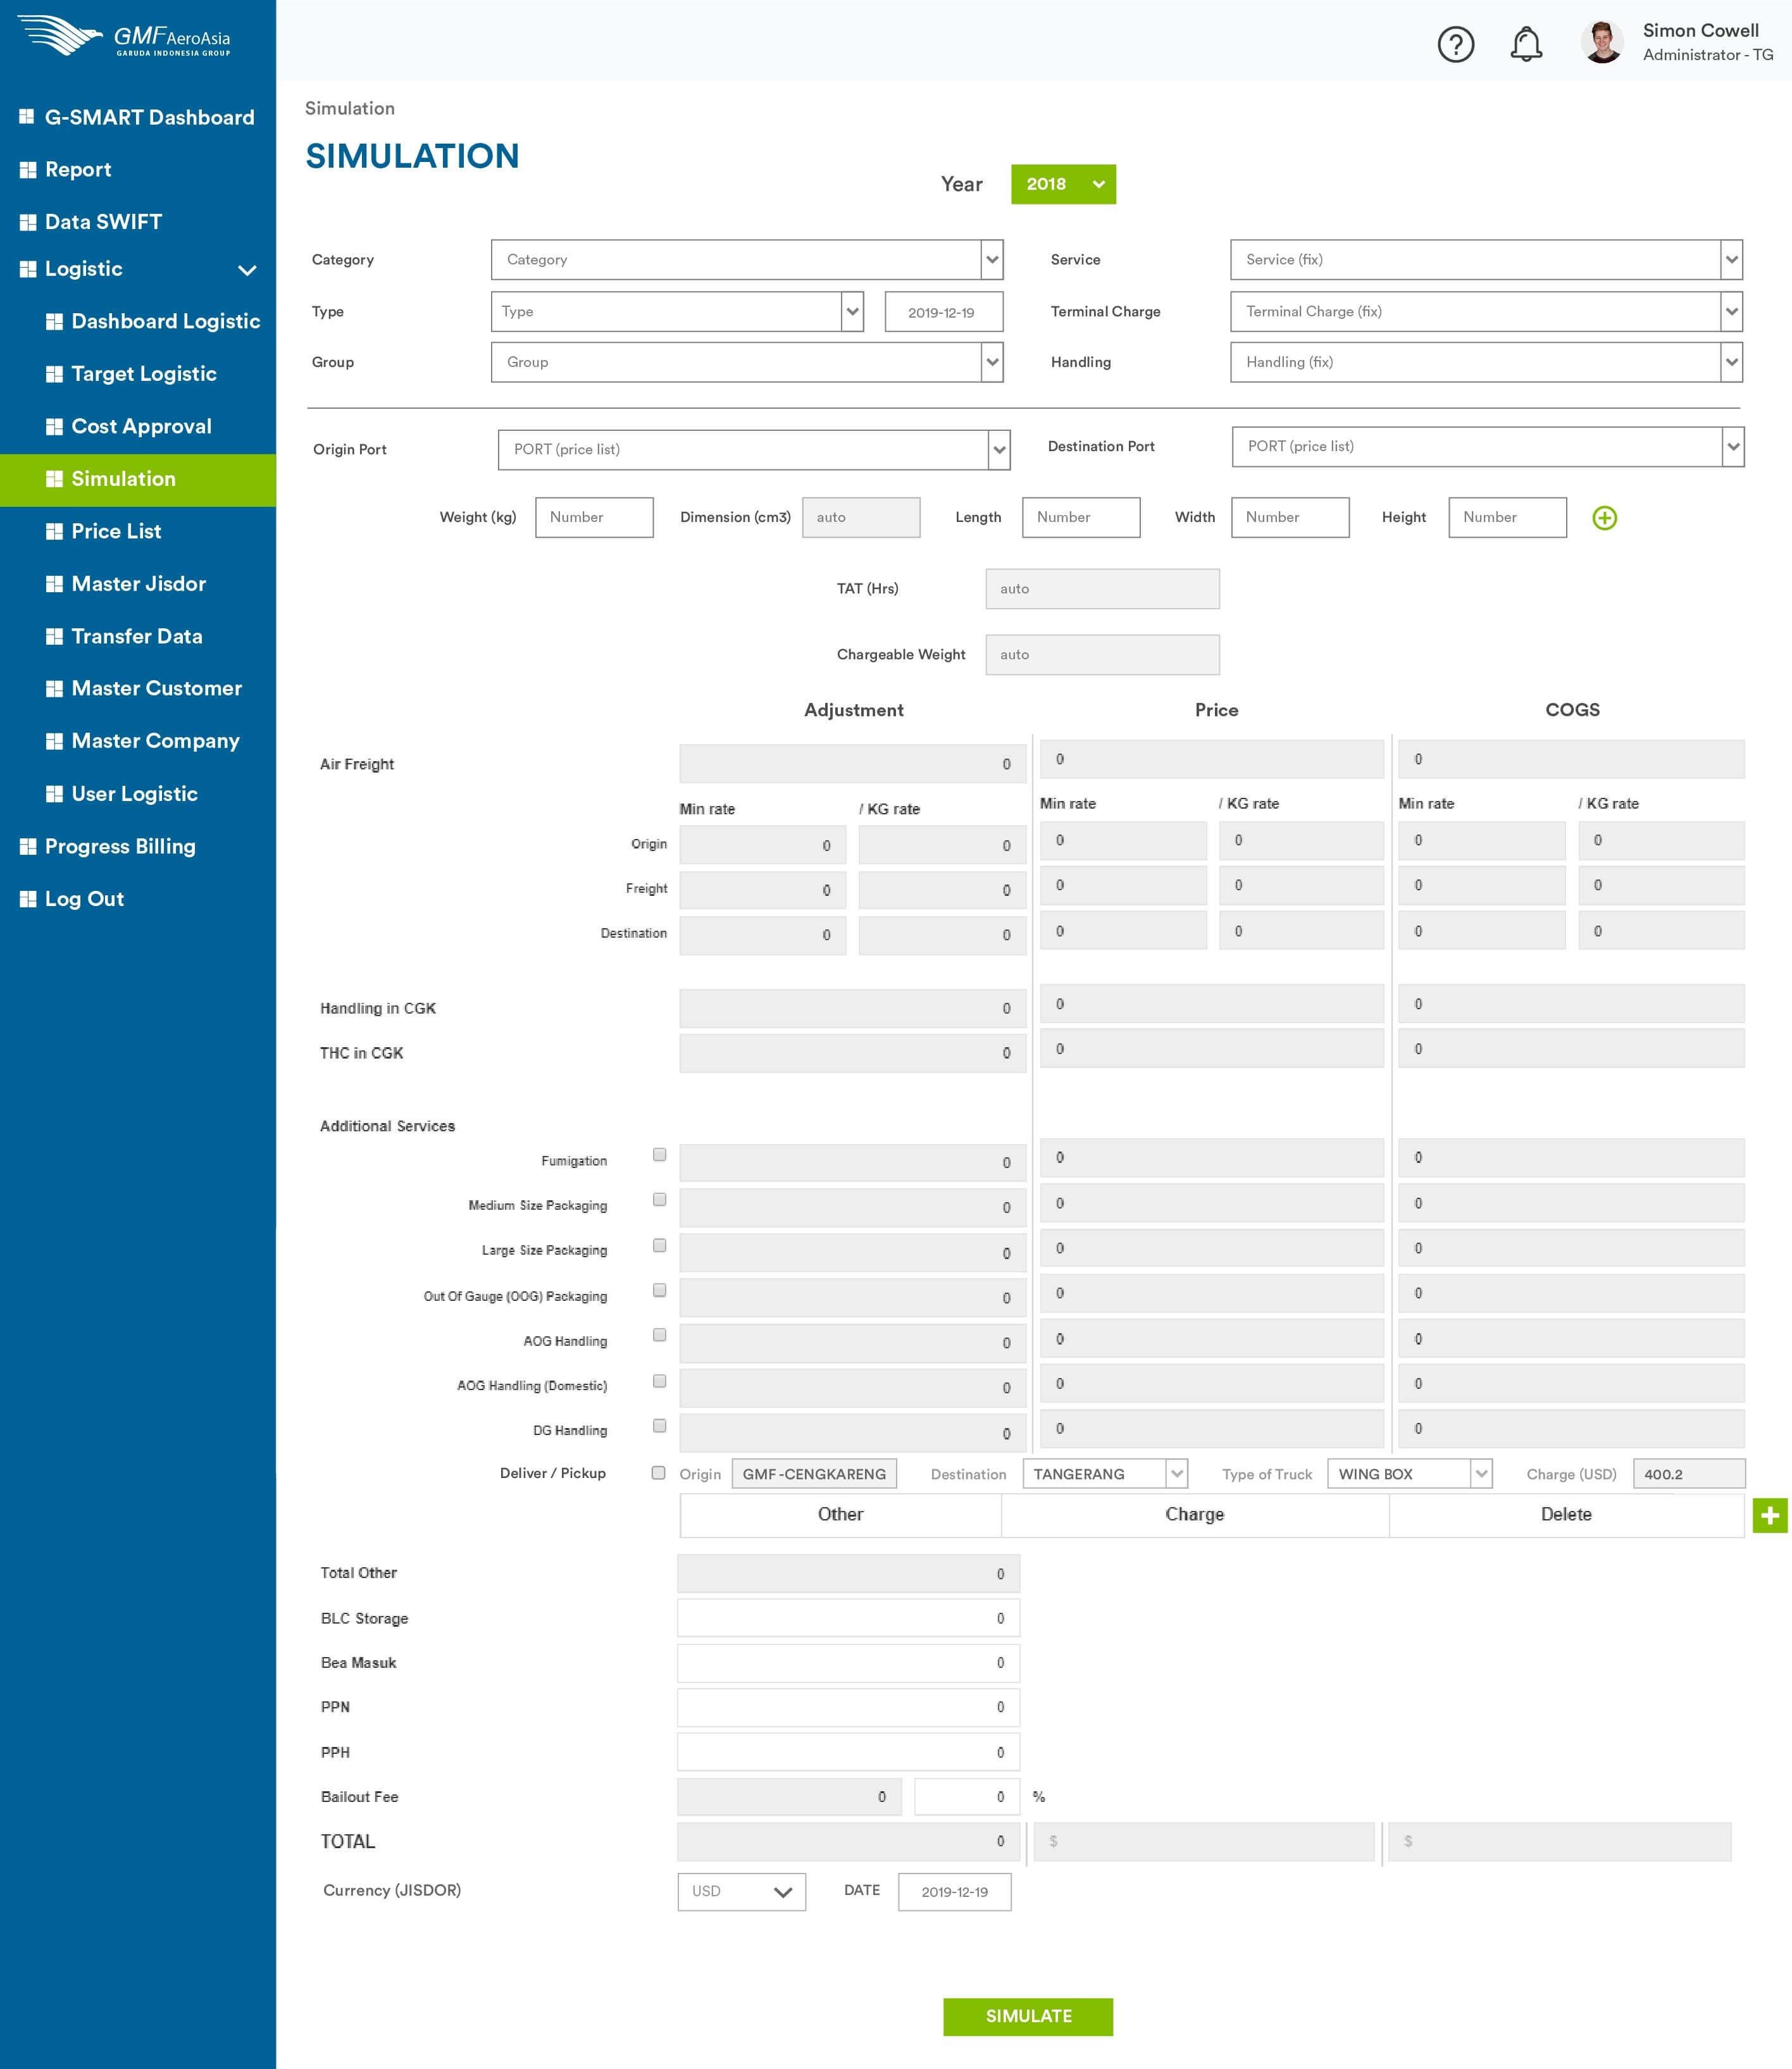 GMF AeroAsia
GARUDA INDONESIA GROUP
Simon Cowell
Administrator - TG
G-SMART Dashboard
Report
Data SWIFT
Logistic
Dashboard Logistic
Target Logistic
Cost Approval
Simulation
Price List
Master Jisdor
Transfer Data
Master Customer
Master Company
User Logistic
Progress Billing
Log Out
Simulation
SIMULATION
Year 2018
Category Category Service Service (fix)
Type Type 2019-12-19 Terminal Charge Terminal Charge (fix)
Group Group Handling Handling (fix)
Origin Port PORT (price list) Destination Port PORT (price list)
Weight (kg) Number Dimension (cm3) auto Length Number Width Number Height Number
TAT (Hrs) auto
Chargeable Weight auto
Adjustment Price COGS
Air Freight 0 0 0
Min rate / KG rate Min rate / KG rate Min rate / KG rate
Origin 0 0 0 0 0 0
Freight 0 0 0 0 0 0
Destination 0 0 0 0 0 0
Handling in CGK 0 0 0
THC in CGK 0 0 0
Additional Services
Fumigation 0 0 0
Medium Size Packaging 0 0 0
Large Size Packaging 0 0 0
Out Of Gauge (OOG) Packaging 0 0 0
AOG Handling 0 0 0
AOG Handling (Domestic) 0 0 0
DG Handling 0 0 0
Deliver / Pickup Origin GMF -CENGKARENG Destination TANGERANG Type of Truck WING BOX Charge (USD) 400.2
Other Charge Delete
Total Other 0
BLC Storage 0
Bea Masuk 0
PPN 0
PPH 0
Bailout Fee 0 0 %
TOTAL 0 $ $
Currency (JISDOR) USD DATE 2019-12-19
SIMULATE